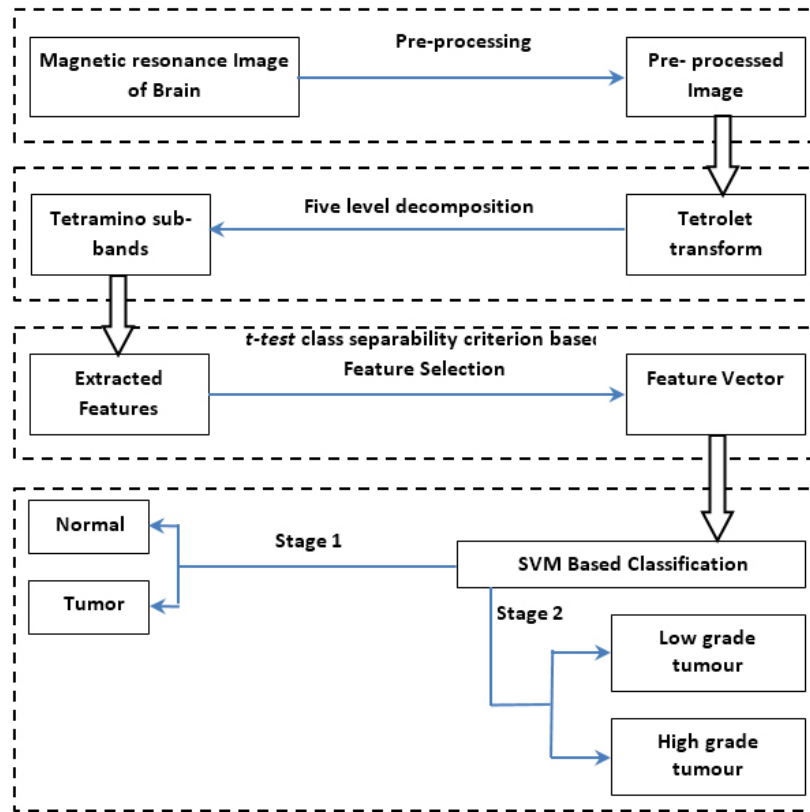 Magnetic resonance Image
of Brain
Pre-processing
Pre- processed
Image
Tetramino sub-
bands
Five level decomposition
Tetrolet
transform
t-test class separability criterion based
Feature Selection
Extracted
Features
Feature Vector
Normal
Tumor
Stage 1
SVM Based Classification
Stage 2
Low grade
tumour
High grade
tumour